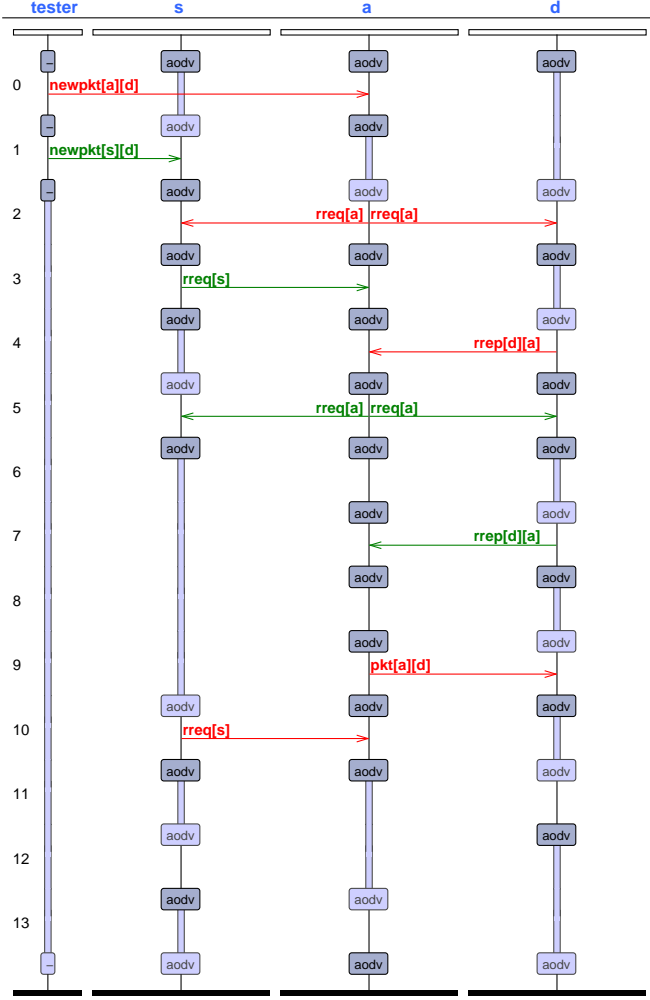 tester s a d
– aodv aodv aodv
0 newpkt[a][d]
– aodv aodv
1 newpkt[s][d]
– aodv aodv aodv
2 rreq[a] rreq[a]
aodv aodv aodv
3 rreq[s]
aodv aodv aodv
4 rrep[d][a]
aodv aodv aodv
5 rreq[a] rreq[a]
aodv aodv aodv
6
aodv aodv
7 rrep[d][a]
aodv aodv
8
aodv aodv
9 pkt[a][d]
aodv aodv aodv
10 rreq[s]
aodv aodv aodv
11
aodv aodv
12
aodv aodv
13
– aodv aodv aodv